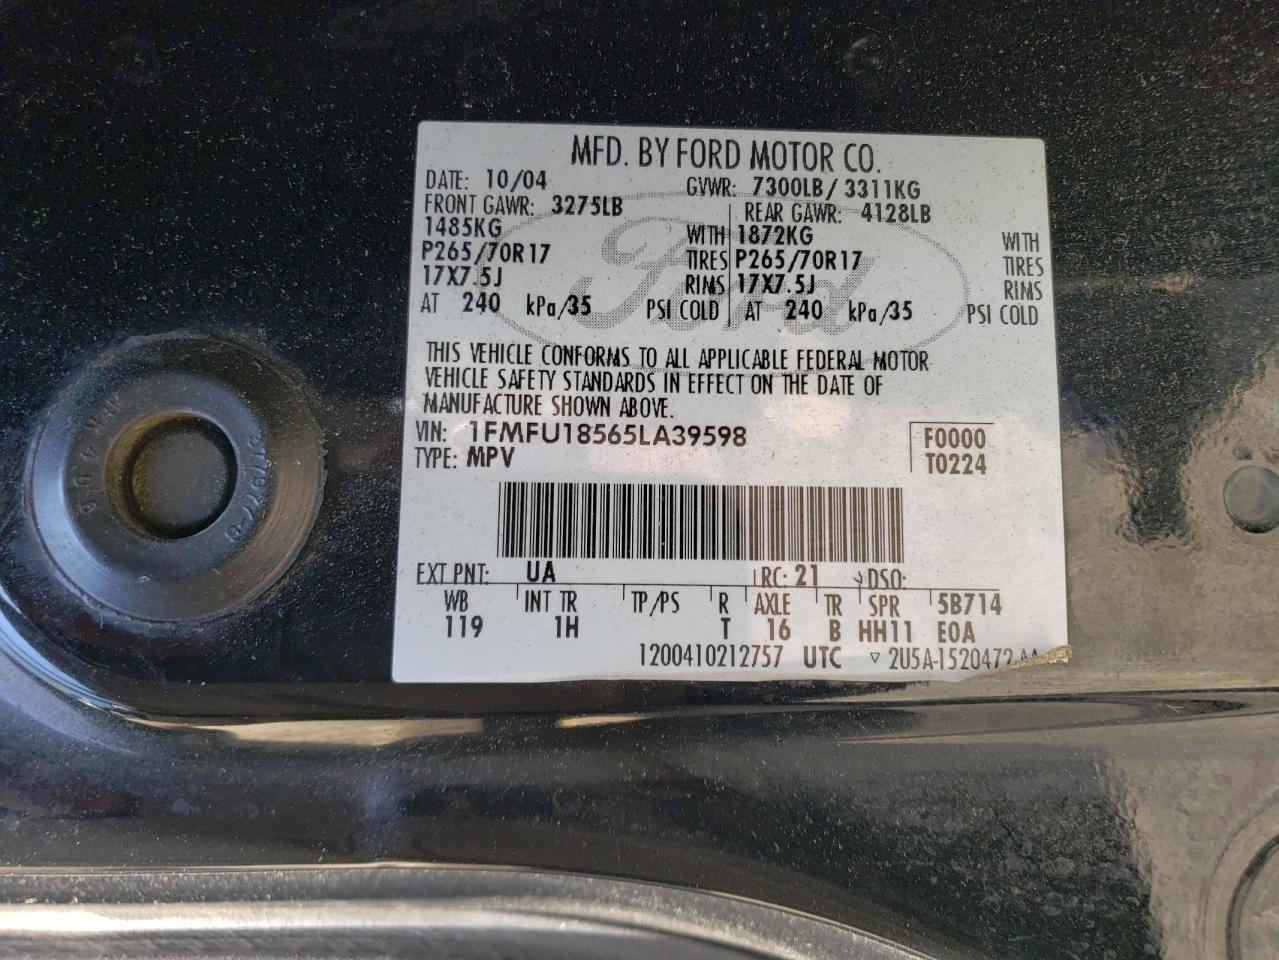 MFD. BY FORD MOTOR CO.
DATE: 10/04 GVWR: 7300LB/ 3311KG
FRONT GAWR: 3275LB REAR GAWR: 4128LB
1485KG WITH 1872KG WITH
P265/70R17 TIRES P265/70R17 TIRES
17X7.5J RIMS 17X7.5J RIMS
AT 240 kPa/35 PSI COLD AT 240 kPa/35 PSI COLD
Ford
THIS VEHICLE CONFORMS TO ALL APPLICABLE FEDERAL MOTOR
VEHICLE SAFETY STANDARDS IN EFFECT ON THE DATE OF
MANUFACTURE SHOWN ABOVE.
VIN: 1FMFU18565LA39598 F0000
TYPE: MPV T0224
EXT PNT: UA RC: 21 DSO:
WB INT TR TP/PS R AXLE TR SPR 5B714
119 1H T 16 B HH11 E0A
1200410212757 UTC ▽ 2U5A-1520472-AA